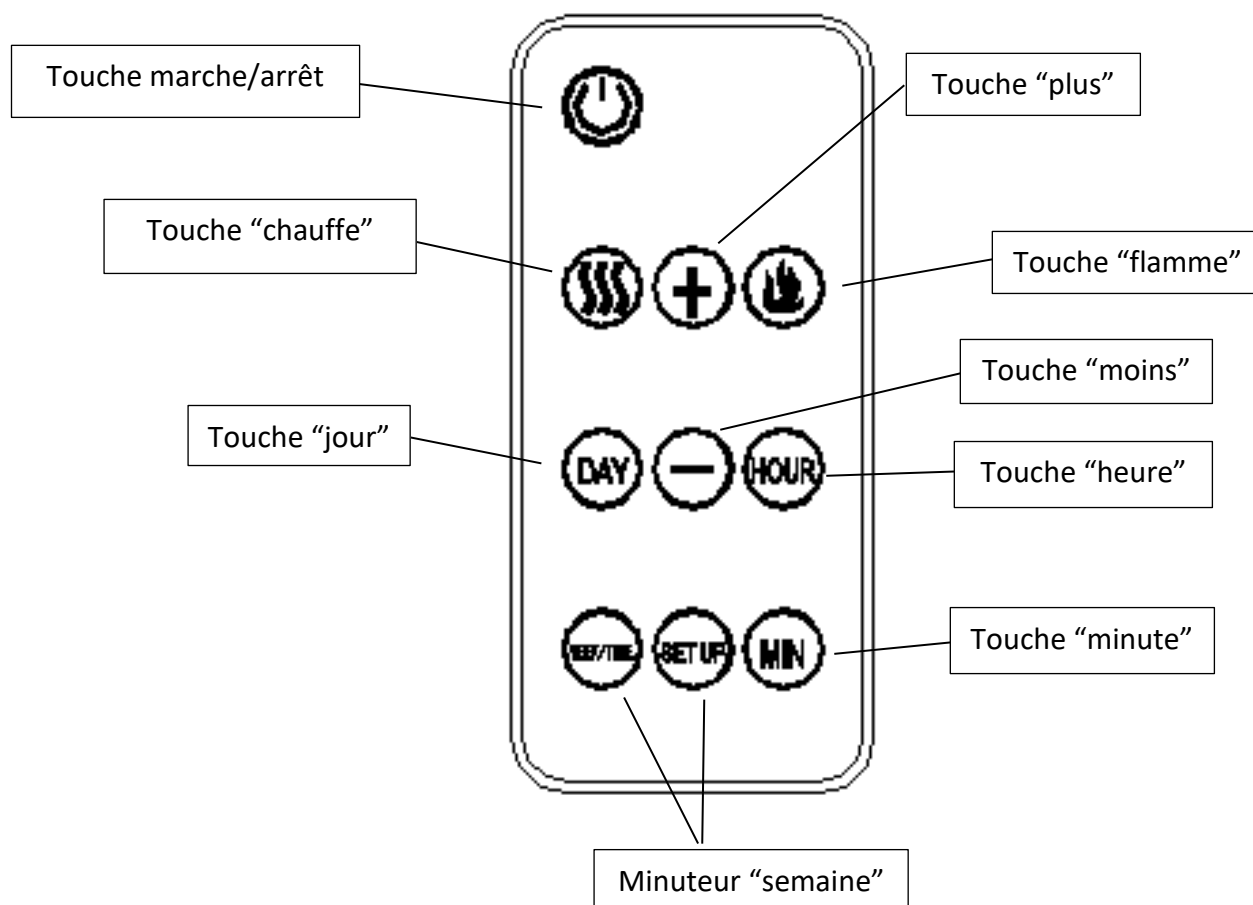 Touche marche/arrêt
Touche “plus”
Touche “chauffe”
Touche “flamme”
Touche “moins”
Touche “jour”
DAY
HOUR
Touche “heure”
SET UP
MIN
Touche “minute”
Minuteur “semaine”